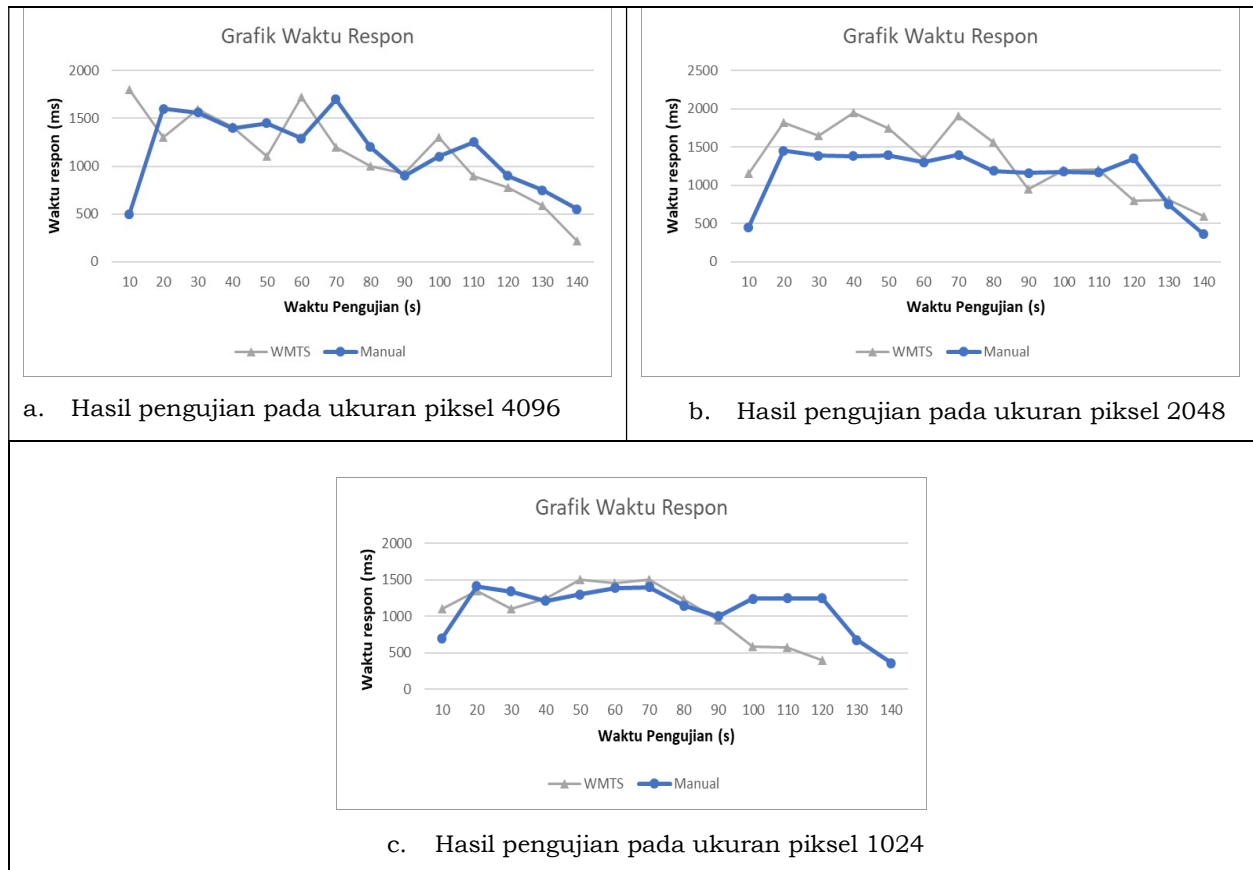 Grafik Waktu Respon
Waktu respon (ms)
2000
1500
1000
500
0
10 20 30 40 50 60 70 80 90 100 110 120 130 140
Waktu Pengujian (s)
WMTS Manual
a. Hasil pengujian pada ukuran piksel 4096
Grafik Waktu Respon
Waktu respon (ms)
2500
2000
1500
1000
500
0
10 20 30 40 50 60 70 80 90 100 110 120 130 140
Waktu Pengujian (s)
WMTS Manual
b. Hasil pengujian pada ukuran piksel 2048
Grafik Waktu Respon
Waktu respon (ms)
2000
1500
1000
500
0
10 20 30 40 50 60 70 80 90 100 110 120 130 140
Waktu Pengujian (s)
WMTS Manual
c. Hasil pengujian pada ukuran piksel 1024